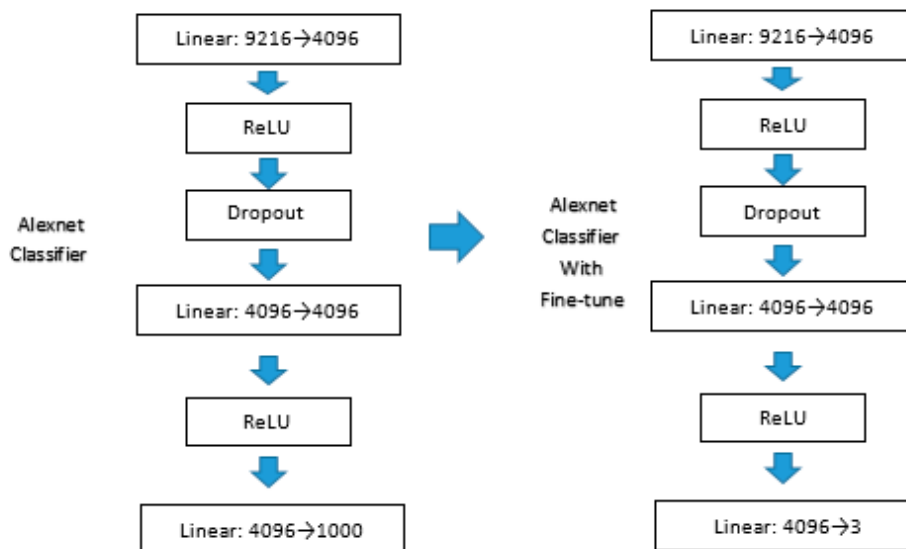 Linear: 9216→4096
ReLU
Dropout
Alexnet
Classifier
Linear: 4096→4096
ReLU
Linear: 4096→1000
Linear: 9216→4096
ReLU
Dropout
Alexnet
Classifier
With
Fine-tune
Linear: 4096→4096
ReLU
Linear: 4096→3